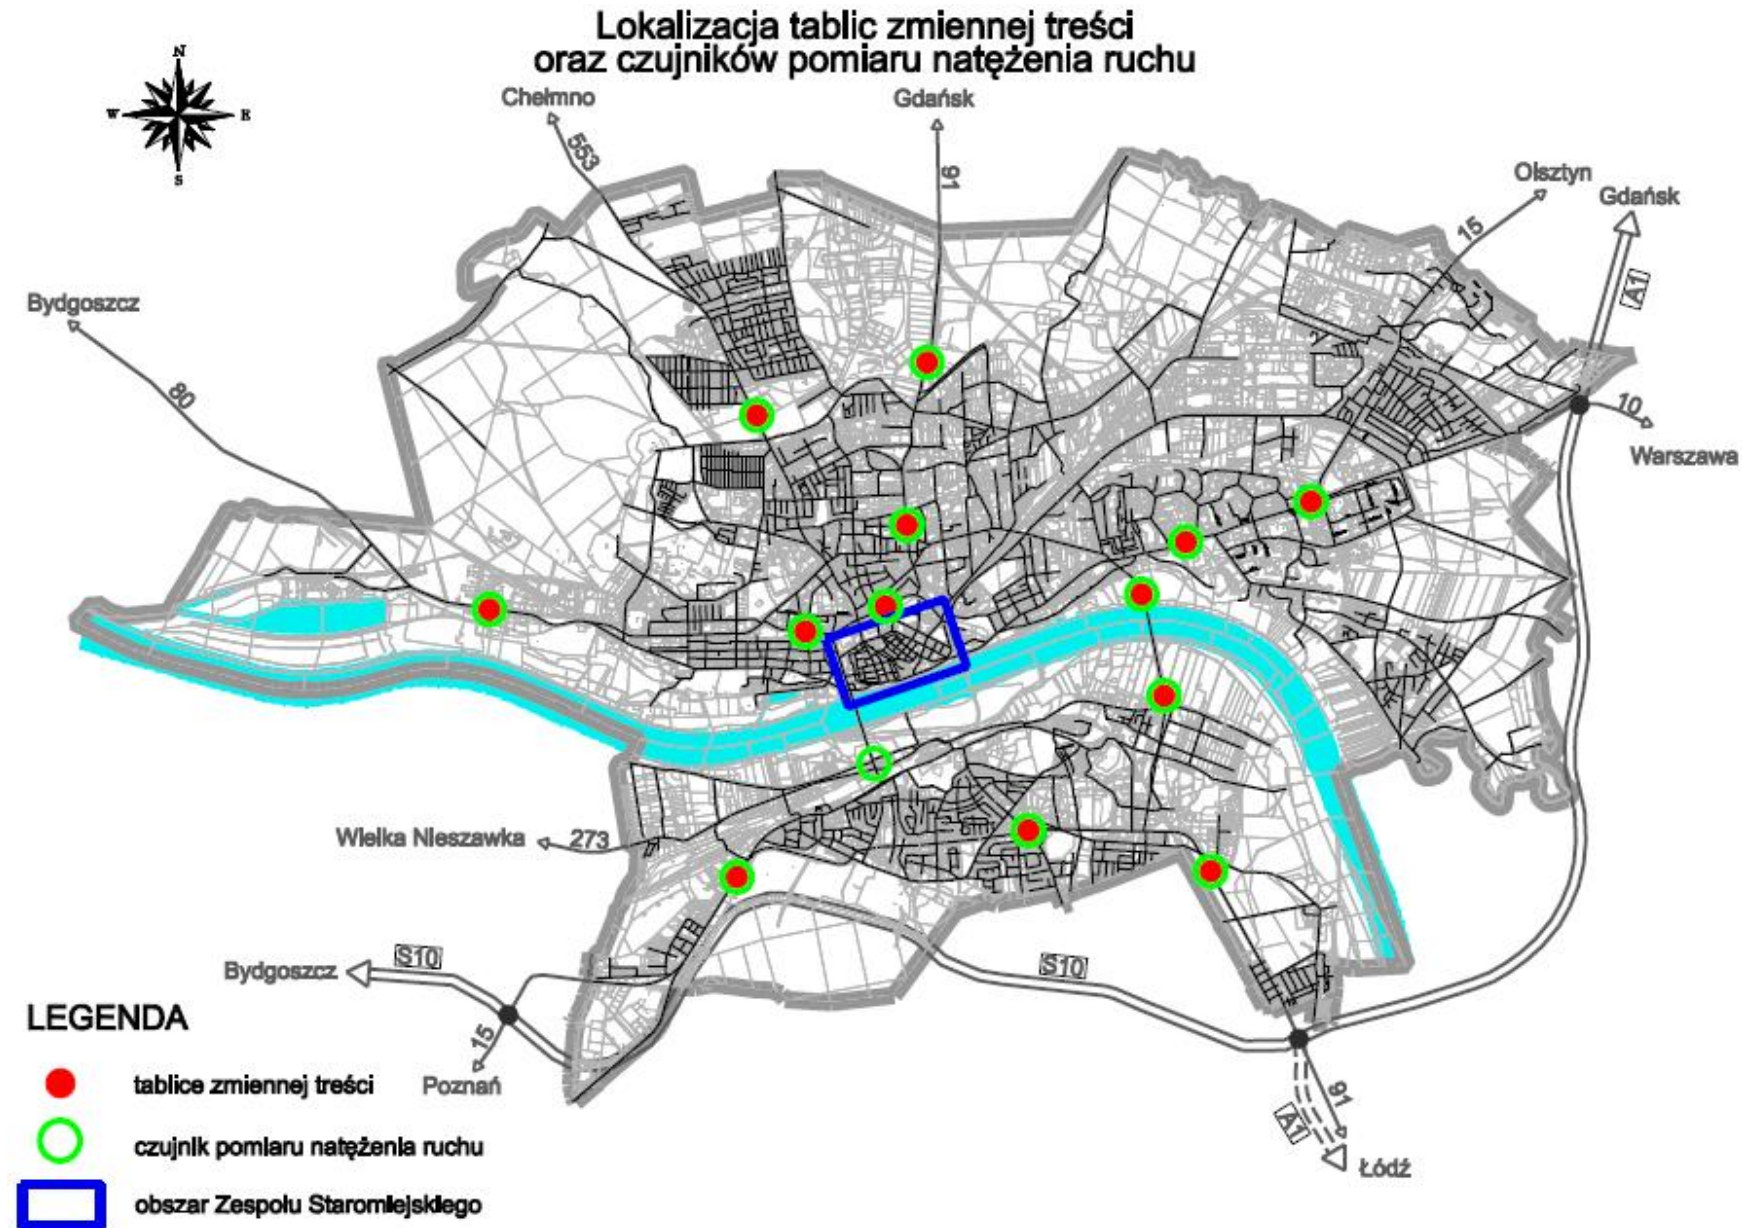 Lokalizacja tablic zmiennej treści
oraz czujników pomiaru natężenia ruchu
N
W E
S
Chełmno
553
Gdańsk
91
Olsztyn
15
Gdańsk
A1
Bydgoszcz
80
10
Warszawa
Wielka Nieszawka
273
Bydgoszcz
S10
S10
15
Poznań
91
A1
Łódź
LEGENDA
tablice zmiennej treści
czujnik pomiaru natężenia ruchu
obszar Zespołu Staromiejskiego